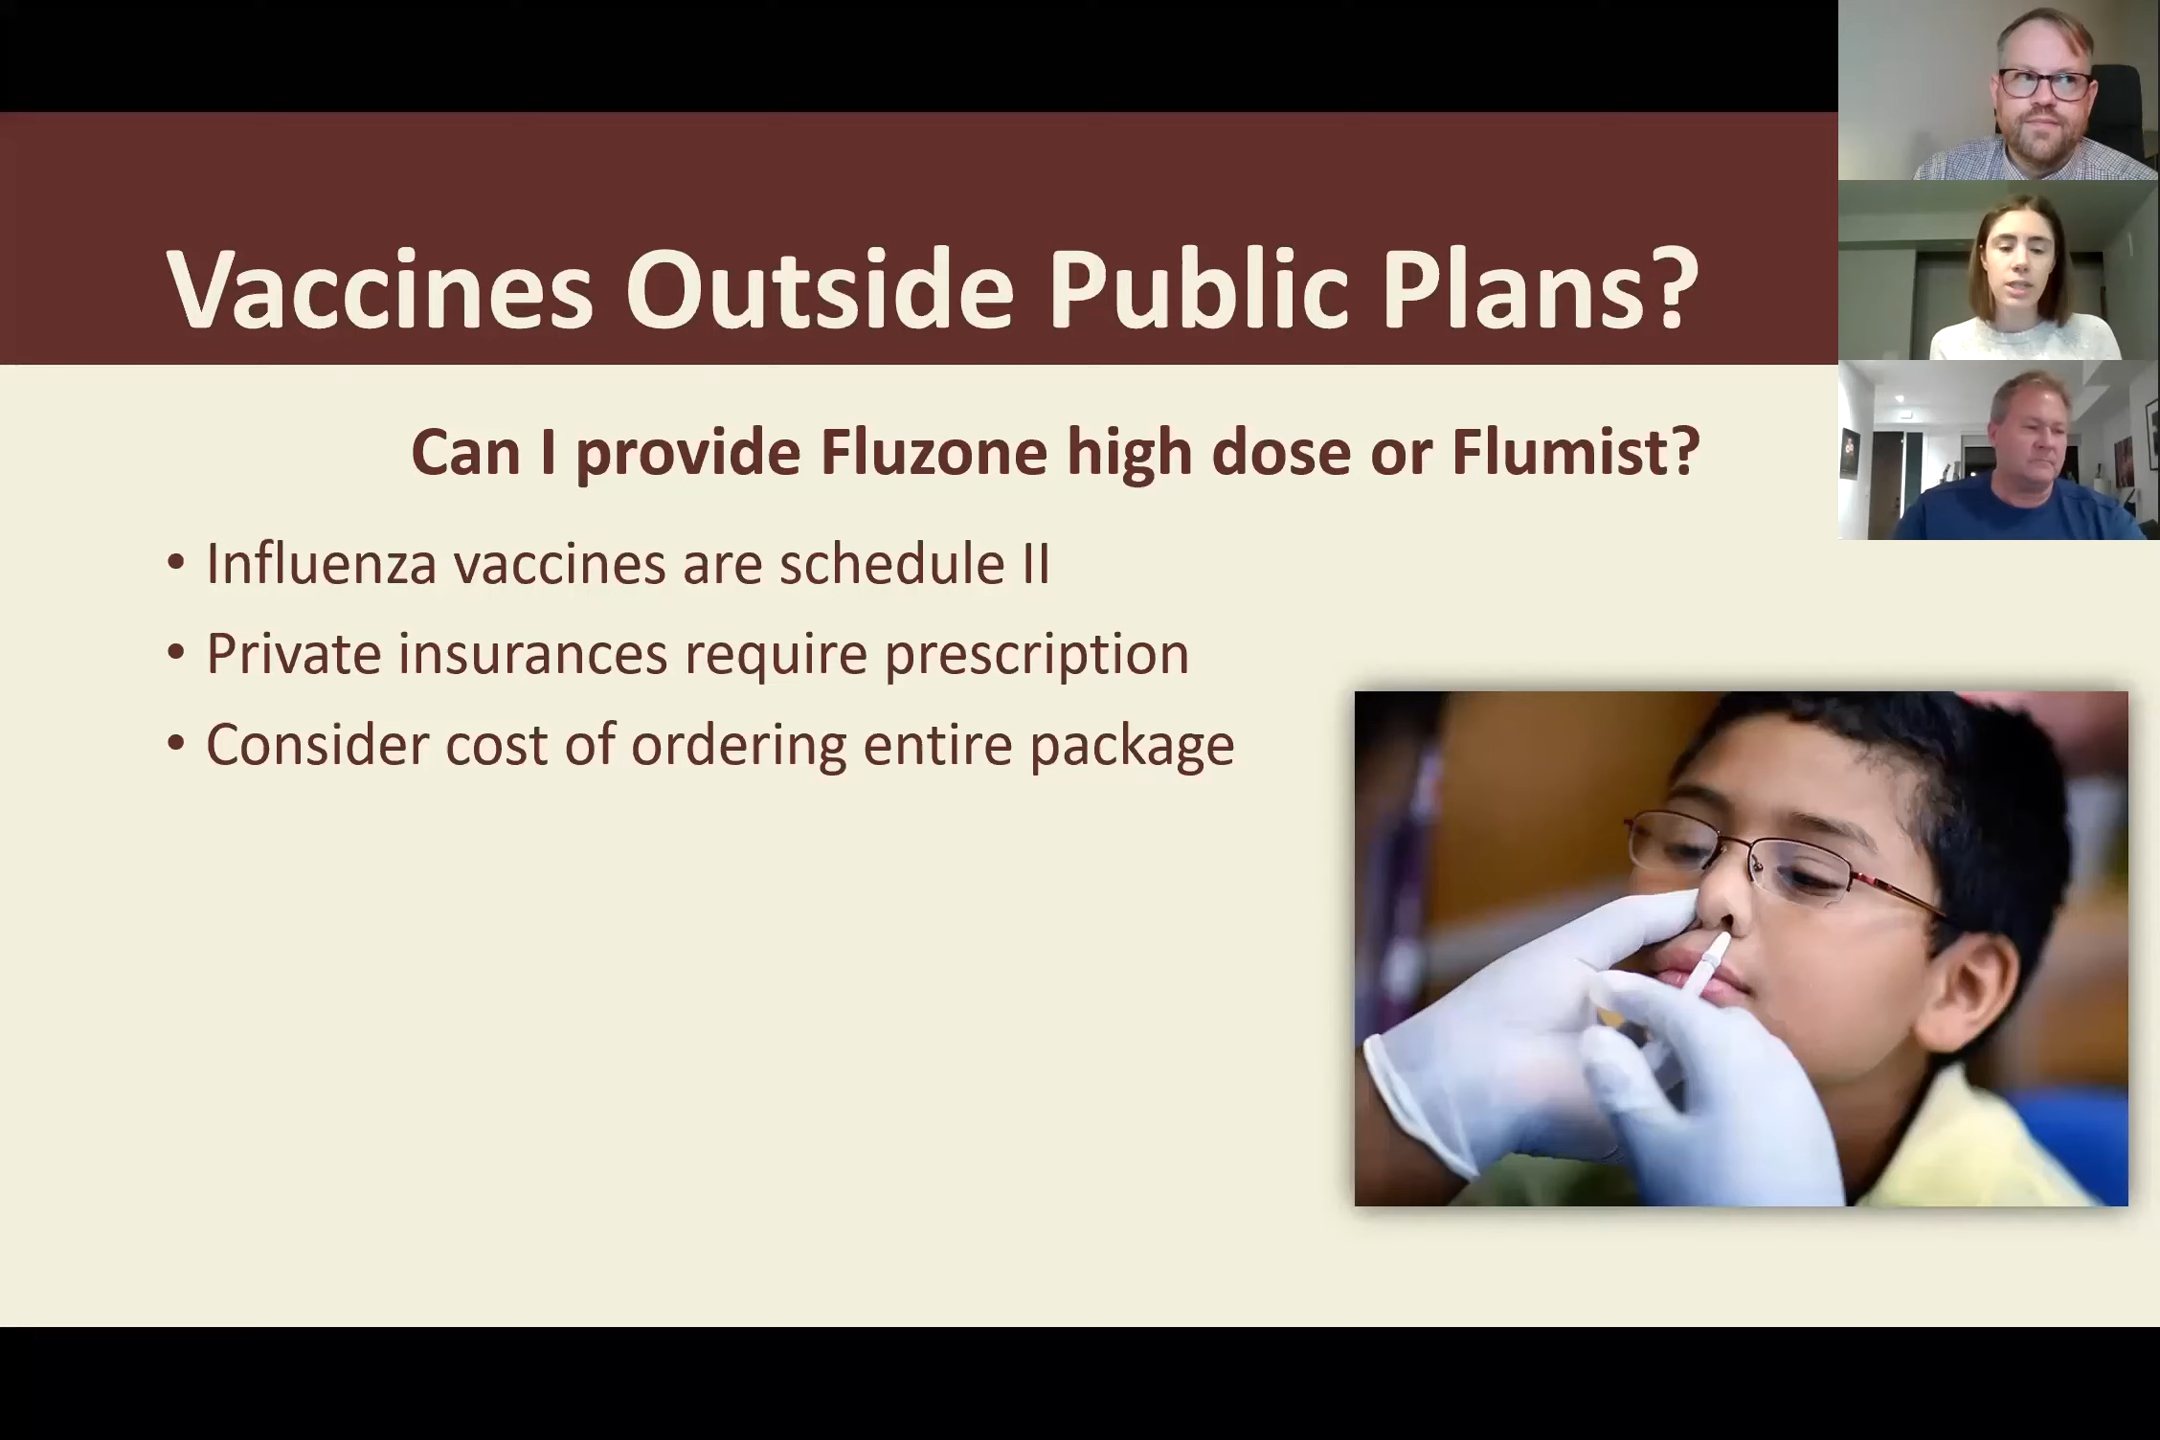 Vaccines Outside Public Plans?
Can I provide Fluzone high dose or Flumist?
• Influenza vaccines are schedule II
• Private insurances require prescription
• Consider cost of ordering entire package